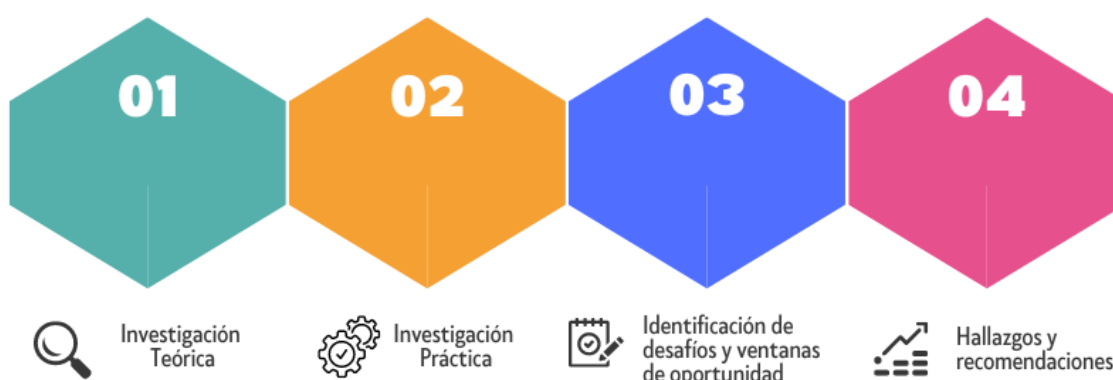 01
02
03
04
Investigación
Teórica
Investigación
Práctica
Identificación de
desafíos y ventanas
de oportunidad
Hallazgos y
recomendaciones